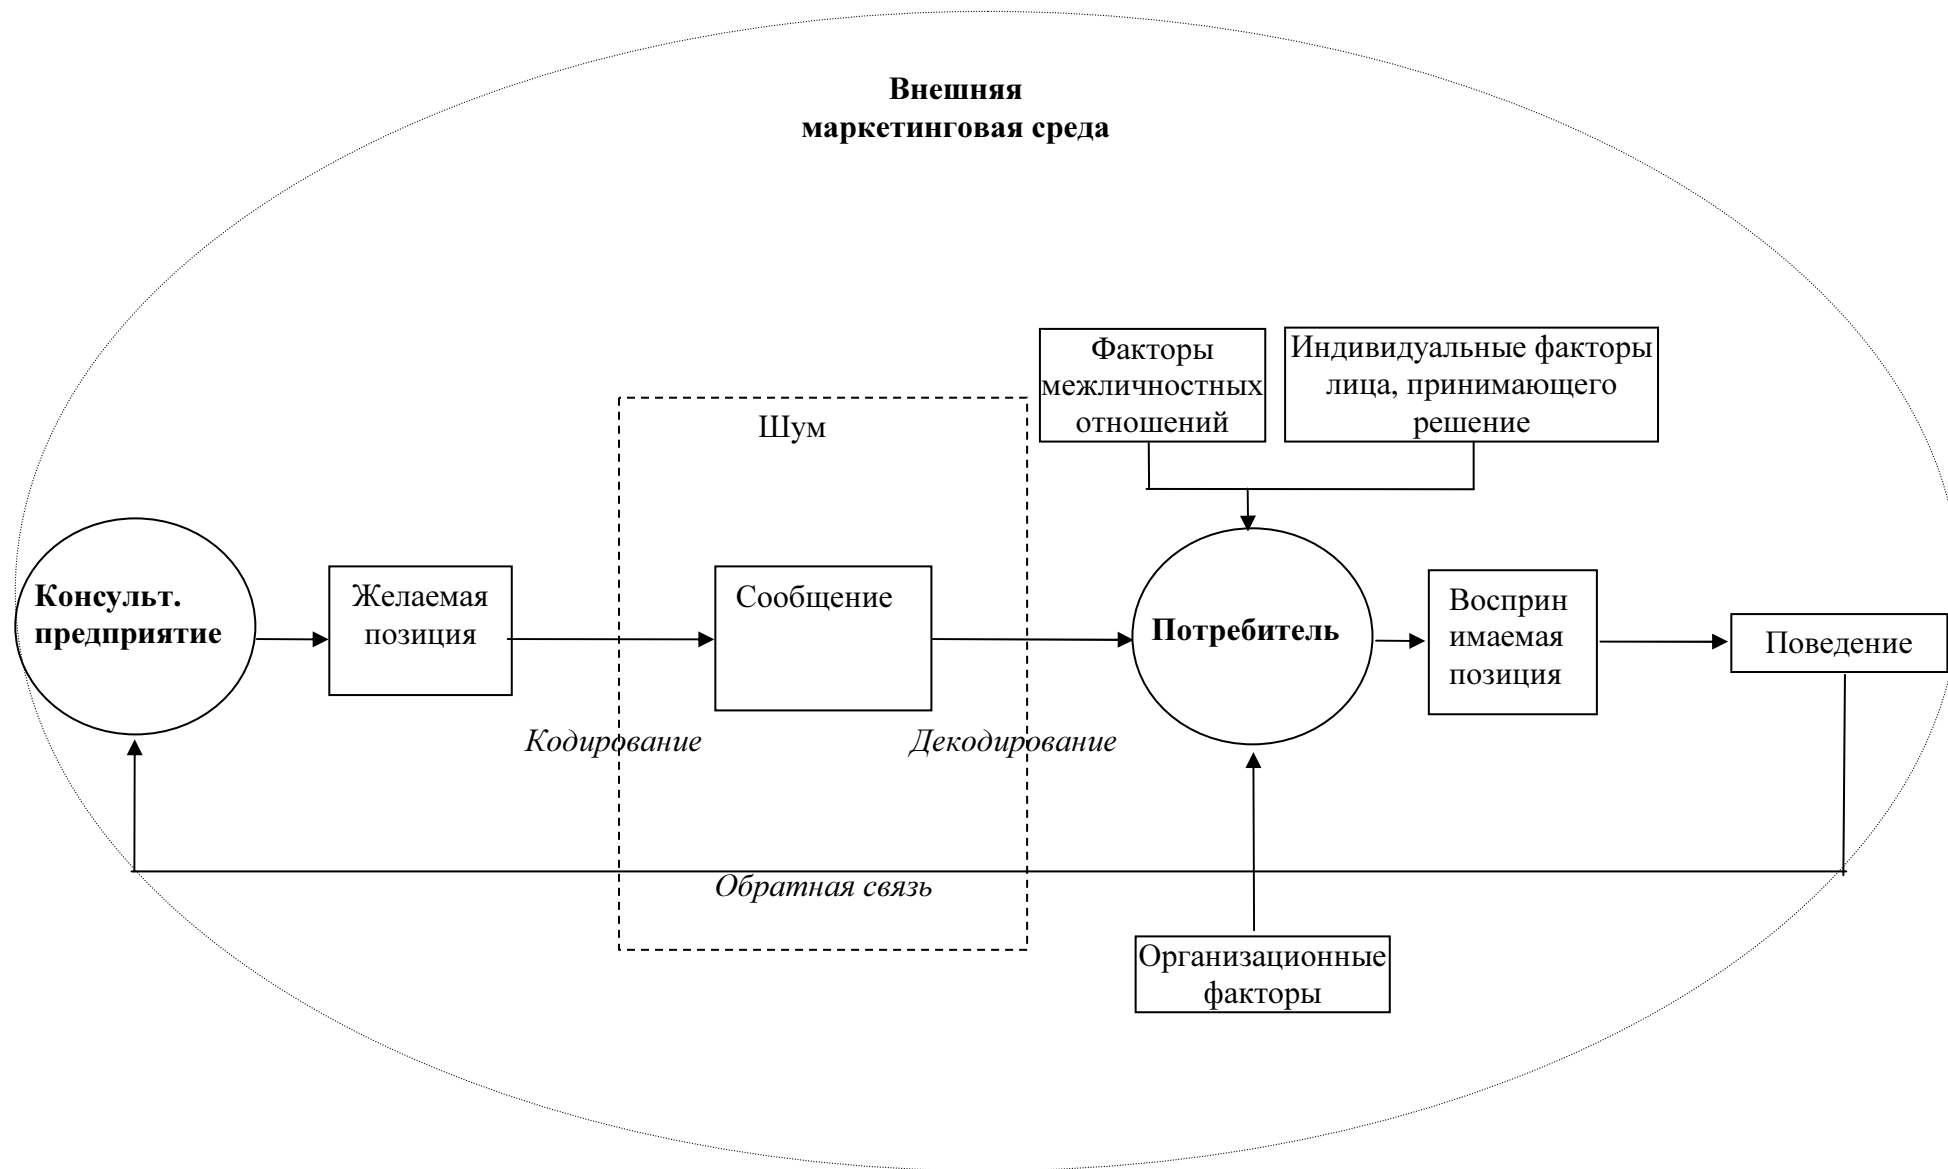 Внешняя
маркетинговая среда
Факторы
межличностных
отношений
Индивидуальные факторы
лица, принимающего
решение
Шум
Консульт.
предприятие
Желаемая
позиция
Сообщение
Потребитель
Восприн
имаемая
позиция
Поведение
Кодирование
Декодирование
Обратная связь
Организационные
факторы